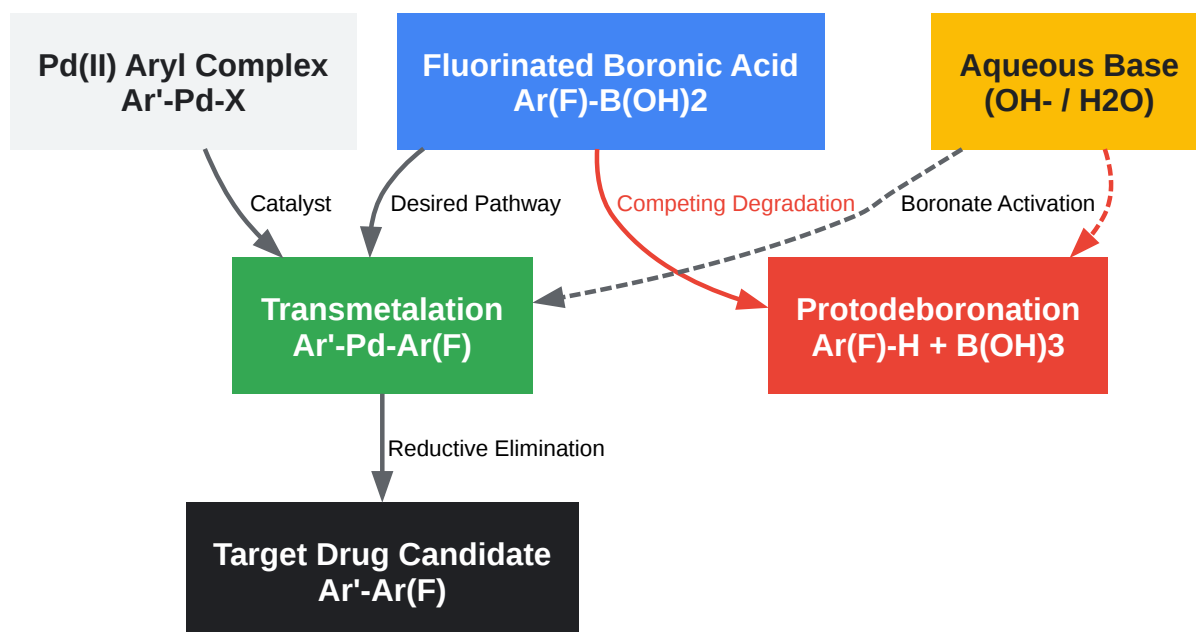 Pd(II) Aryl Complex
Ar'-Pd-X
Fluorinated Boronic Acid
Ar(F)-B(OH)2
Aqueous Base
(OH- / H2O)
Catalyst
Desired Pathway
Competing Degradation
Boronate Activation
Transmetalation
Ar'-Pd-Ar(F)
Protodeboronation
Ar(F)-H + B(OH)3
Reductive Elimination
Target Drug Candidate
Ar'-Ar(F)